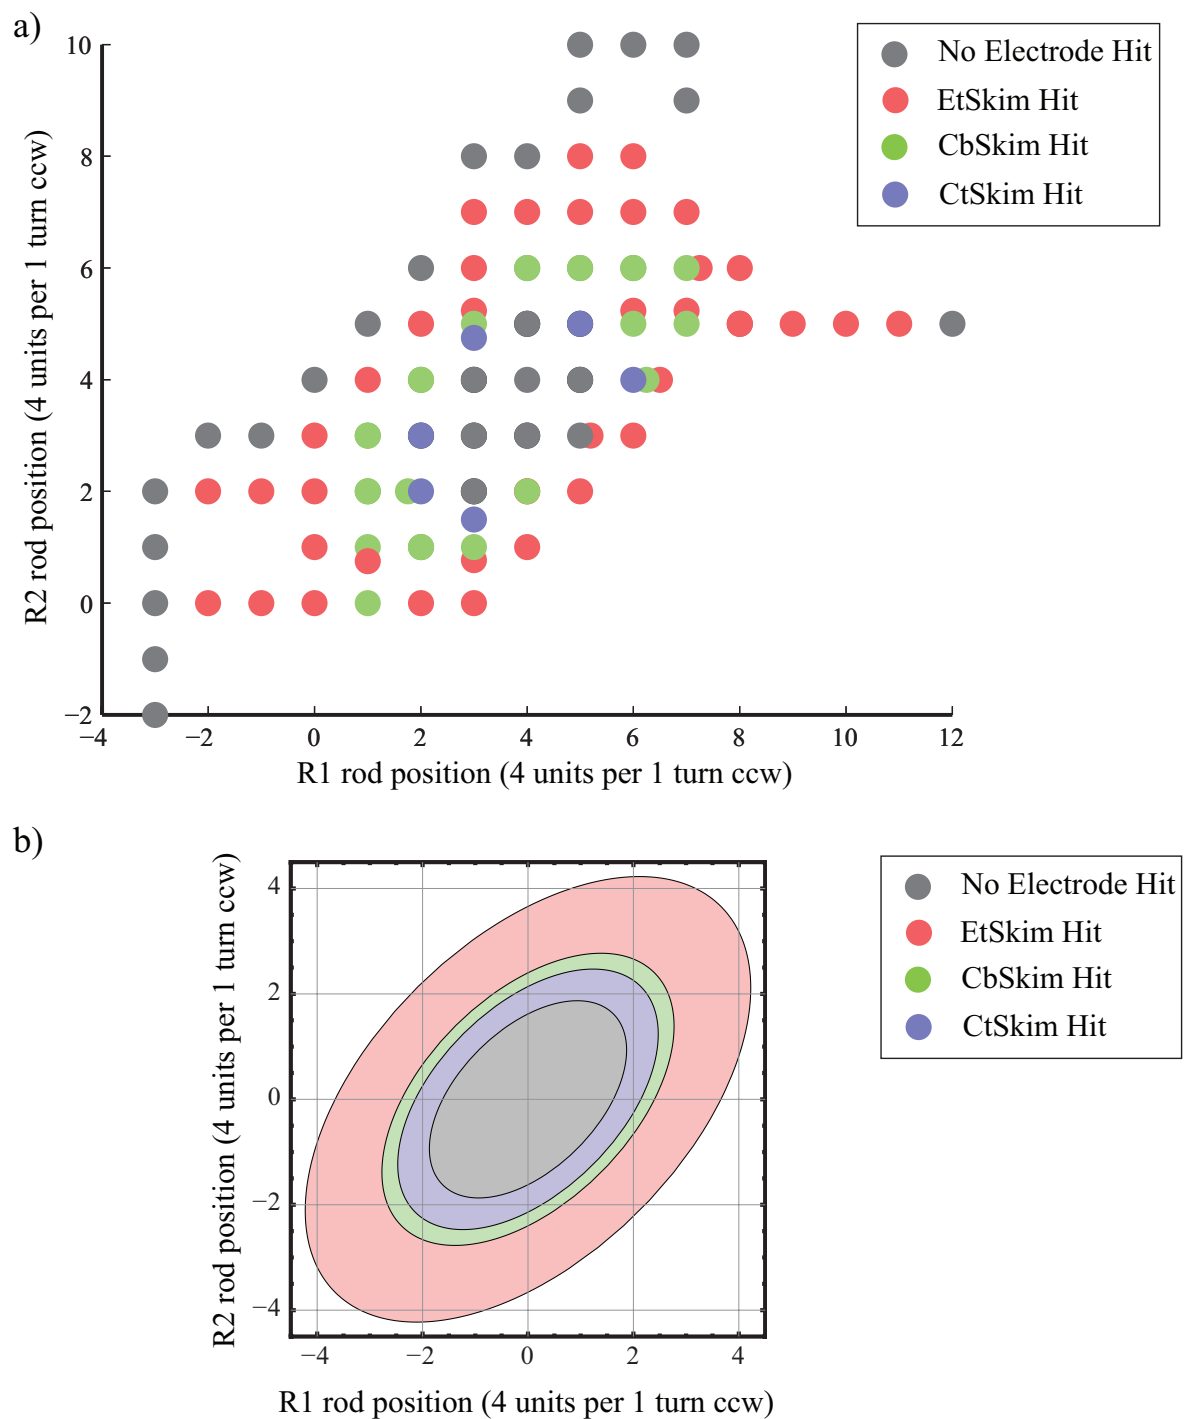 a)
R2 rod position (4 units per 1 turn ccw)
10
8
6
4
2
0
−2
−4
−2
0
2
4
6
8
10
12
R1 rod position (4 units per 1 turn ccw)
No Electrode Hit
EtSkim Hit
CbSkim Hit
CtSkim Hit
b)
R2 rod position (4 units per 1 turn ccw)
4
2
0
−2
−4
−4
−2
0
2
4
R1 rod position (4 units per 1 turn ccw)
No Electrode Hit
EtSkim Hit
CbSkim Hit
CtSkim Hit